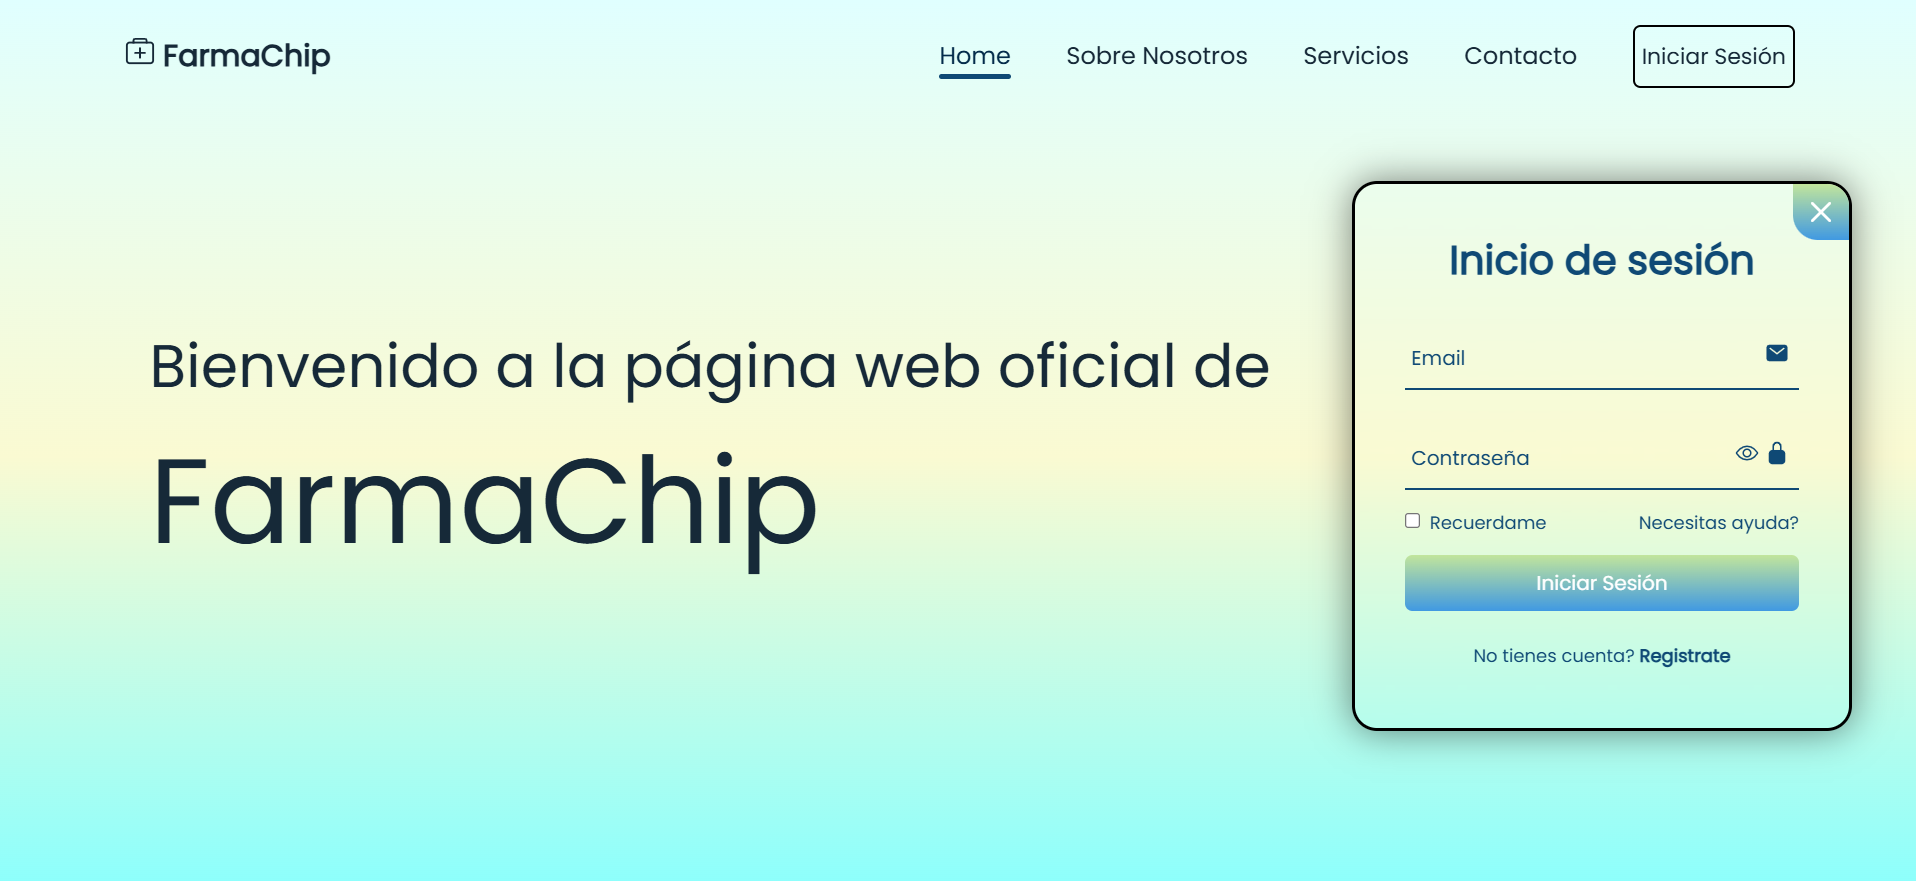 FarmaChip
Home Sobre Nosotros Servicios Contacto Iniciar Sesión
Bienvenido a la página web oficial de
FarmaChip
Inicio de sesión
Email
Contraseña
Recuerdame Necesitas ayuda?
Iniciar Sesión
No tienes cuenta? Registrate